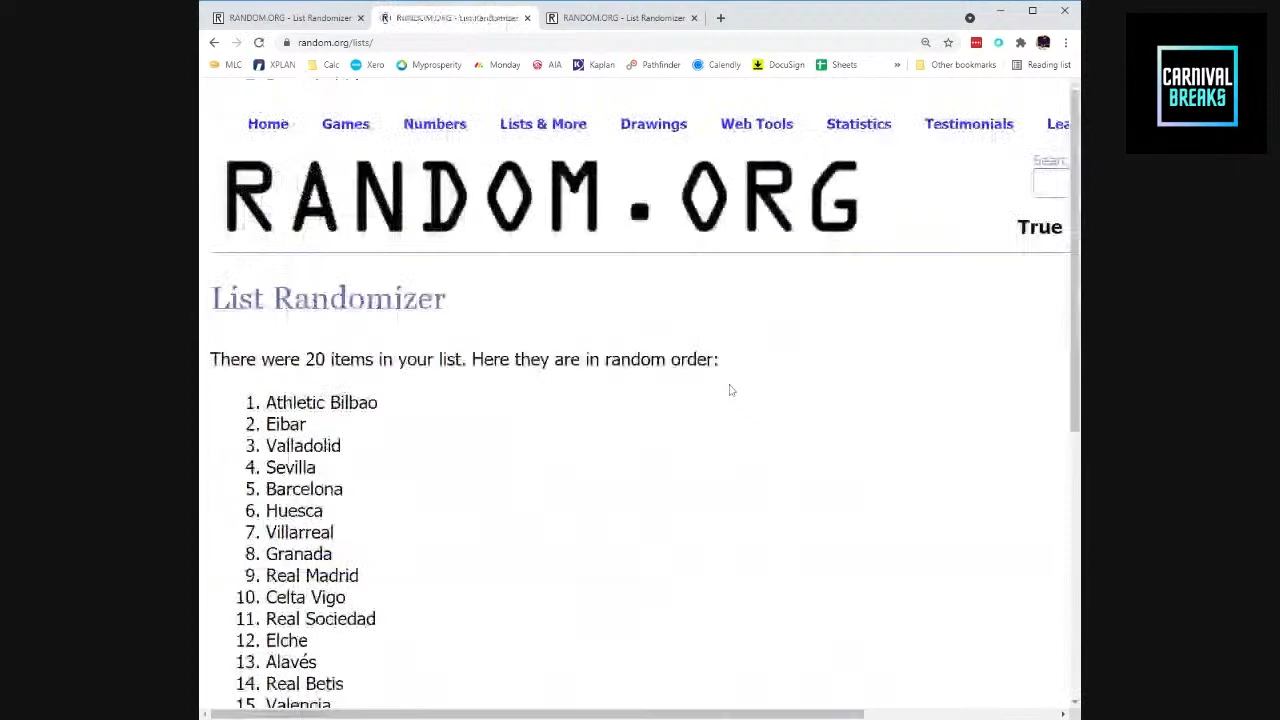 RANDOM.ORG - List Randomizer RANDOM.ORG - List Randomizer RANDOM.ORG - List Randomizer
random.org/lists/
MLC XPLAN Calc Xero Myprosperity Monday AIA Kaplan Pathfinder Calendly DocuSign Sheets » Other bookmarks Reading list
Home Games Numbers Lists & More Drawings Web Tools Statistics Testimonials Lea
RANDOM.ORG
Searc
True
List Randomizer
There were 20 items in your list. Here they are in random order:
1. Athletic Bilbao
2. Eibar
3. Valladolid
4. Sevilla
5. Barcelona
6. Huesca
7. Villarreal
8. Granada
9. Real Madrid
10. Celta Vigo
11. Real Sociedad
12. Elche
13. Alavés
14. Real Betis
15. Valencia
CARNIVAL
BREAKS